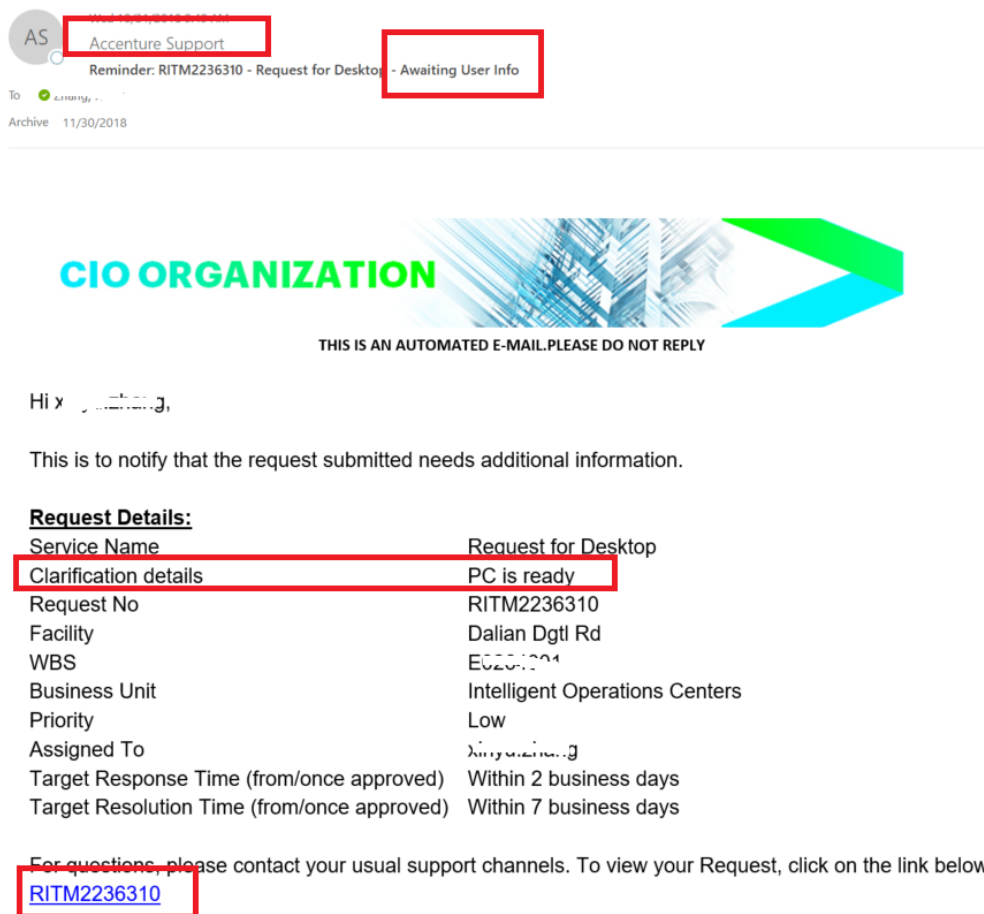 AS
Accenture Support
Reminder: RITM2236310 - Request for Desktop - Awaiting User Info
To
Archive 11/30/2018
CIO ORGANIZATION
THIS IS AN AUTOMATED E-MAIL.PLEASE DO NOT REPLY
Hi
This is to notify that the request submitted needs additional information.
Request Details:
Service Name Request for Desktop
Clarification details PC is ready
Request No RITM2236310
Facility Dalian Dgtl Rd
WBS
Business Unit Intelligent Operations Centers
Priority Low
Assigned To
Target Response Time (from/once approved) Within 2 business days
Target Resolution Time (from/once approved) Within 7 business days
For questions, please contact your usual support channels. To view your Request, click on the link below
RITM2236310